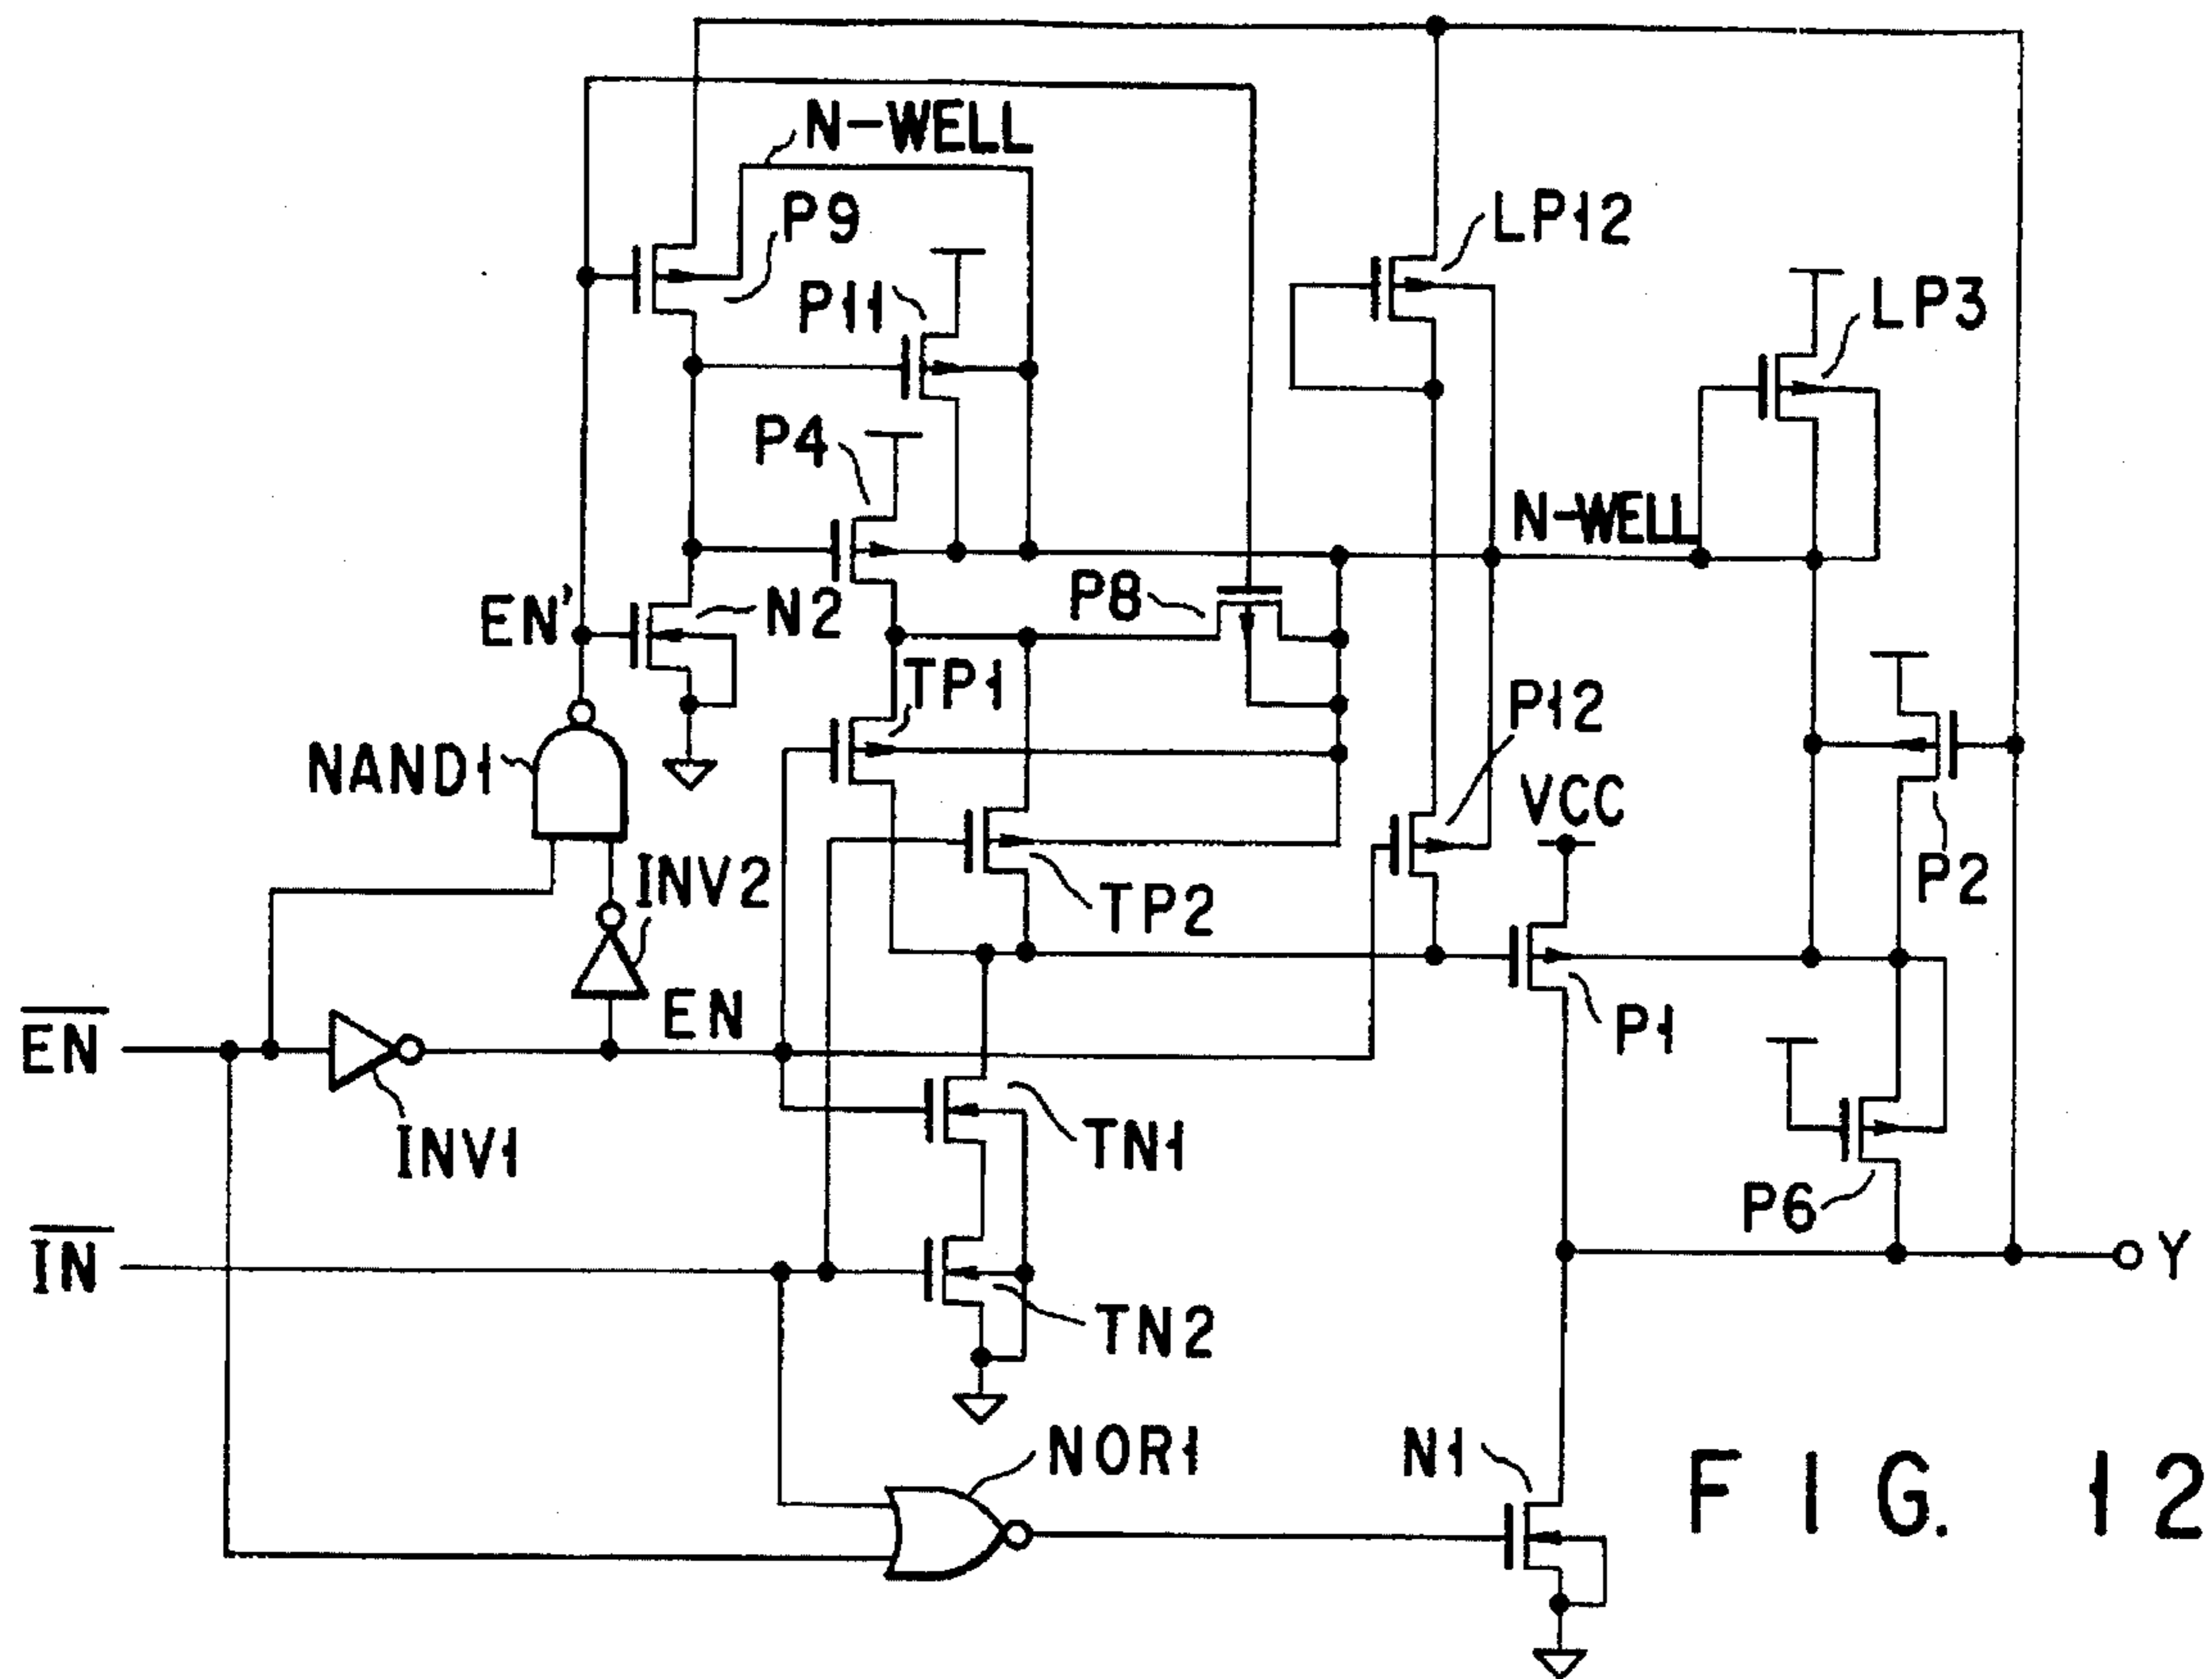 N-WELL
P9
LP12
P11
LP3
P4
N-WELL
EN'
N2
P8
TP1
P12
NAND1
VCC
INV2
P2
TP2
EN
EN
P1
INV1
TN1
P6
IN
Y
TN2
NOR1
N1
FIG. 12